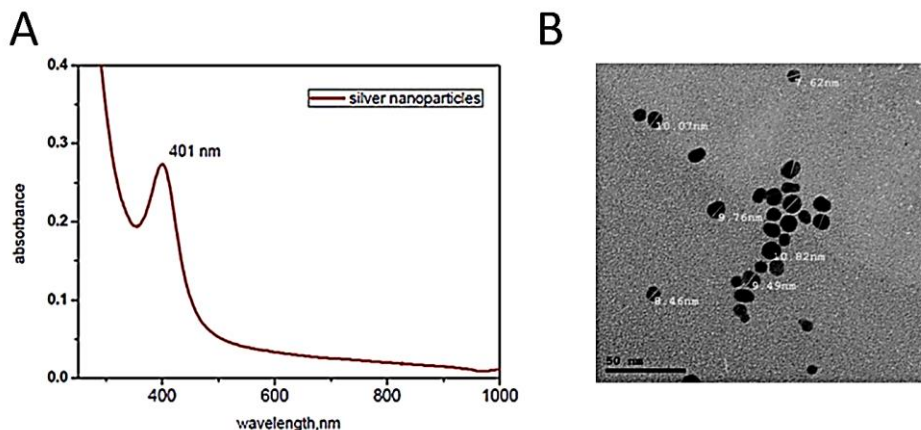 A
0.4
silver nanoparticles
0.3
401 nm
absorbance
0.2
0.1
0.0
400
600
800
1000
wavelength,nm
B
7.62nm
10.07nm
9.76nm
10.82nm
9.49nm
8.46nm
50 nm